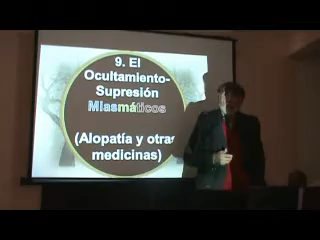 9. El
Ocultamiento-
Supresión
Miasmáticos
(Alopatía y otras
medicinas)